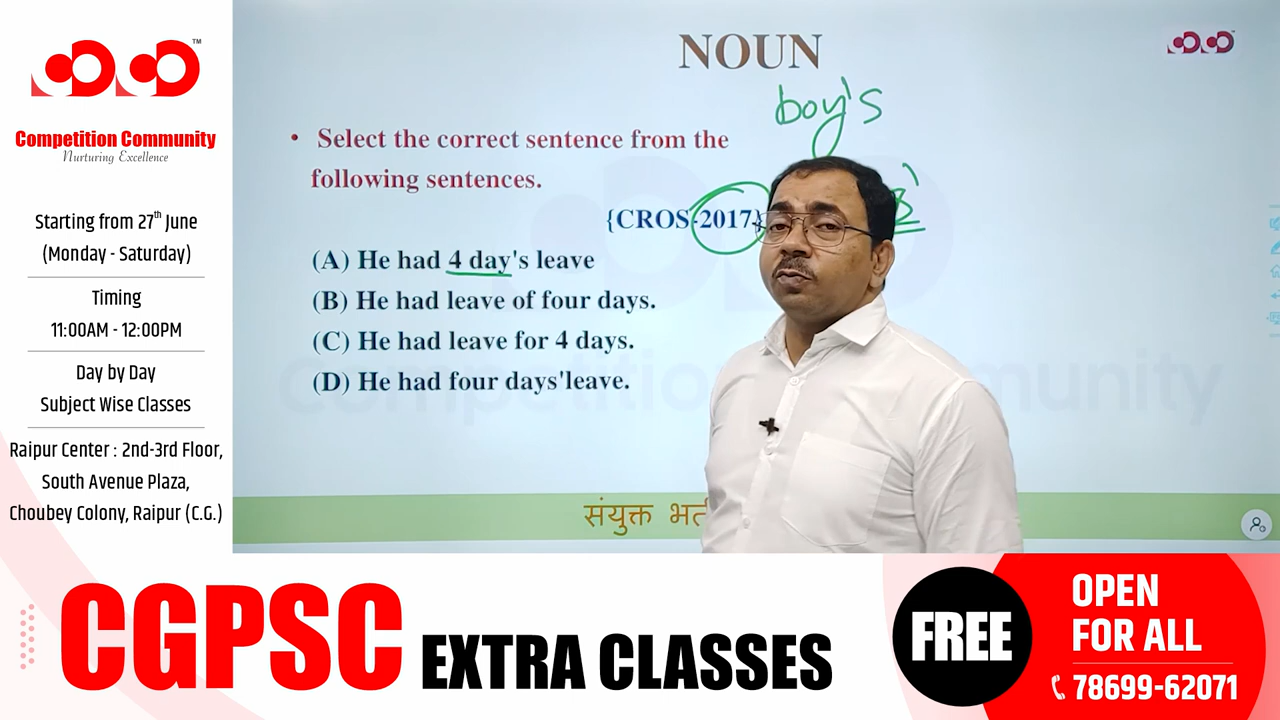 TM
Competition Community
Nurturing Excellence
Starting from 27th June
(Monday - Saturday)
Timing
11:00AM - 12:00PM
Day by Day
Subject Wise Classes
Raipur Center : 2nd-3rd Floor,
South Avenue Plaza,
Choubey Colony, Raipur (C.G.)
NOUN
boy's
• Select the correct sentence from the
following sentences.
{CROS-2017}
(A) He had 4 day's leave
(B) He had leave of four days.
(C) He had leave for 4 days.
(D) He had four days'leave.
संयुक्त
CGPSC EXTRA CLASSES
FREE
OPEN
FOR ALL
78699-62071